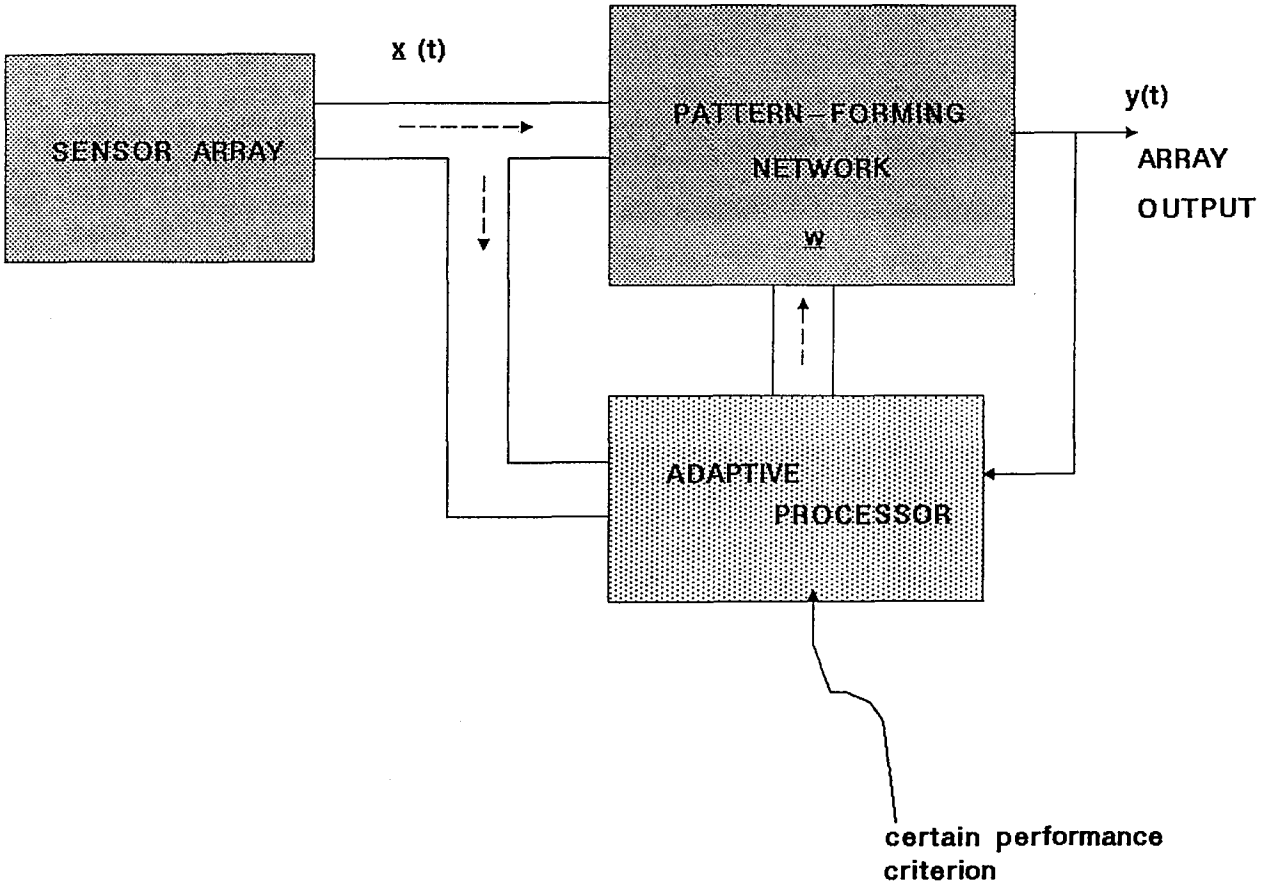 x (t)
SENSOR ARRAY
PATTERN-FORMING
NETWORK
w
y(t)
ARRAY
OUTPUT
ADAPTIVE
PROCESSOR
certain performance
criterion